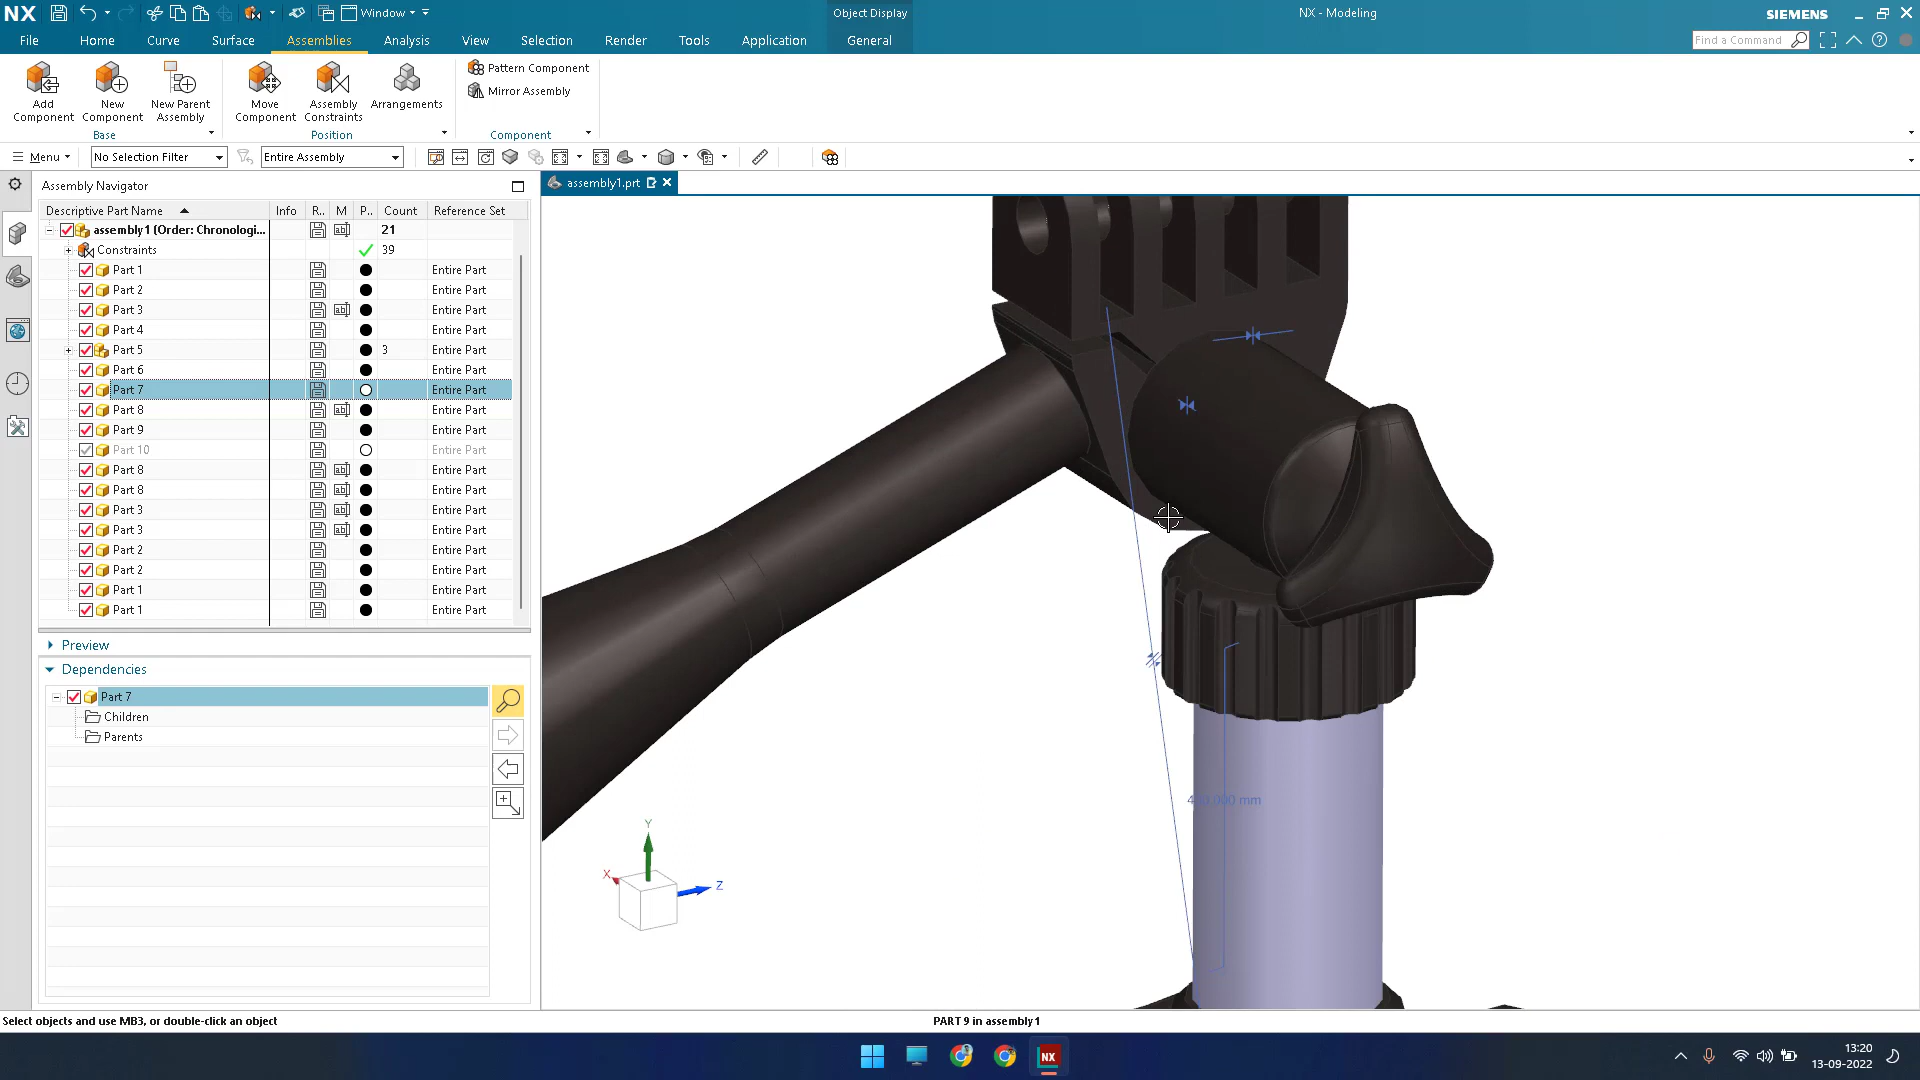 NX Window Object Display NX - Modeling SIEMENS
File Home Curve Surface Assemblies Analysis View Selection Render Tools Application General Find a Command
Add Component
New Component
New Parent Assembly
Move Component
Assembly Constraints
Arrangements
Pattern Component
Mirror Assembly
Base Position Component
Menu No Selection Filter Entire Assembly
Assembly Navigator
assembly1.prt
Descriptive Part Name Info R.. M P.. Count Reference Set
assembly1 (Order: Chronologi... 21
Constraints 39
Part 1 Entire Part
Part 2 Entire Part
Part 3 Entire Part
Part 4 Entire Part
Part 5 3 Entire Part
Part 6 Entire Part
Part 7 Entire Part
Part 8 Entire Part
Part 9 Entire Part
Part 10 Entire Part
Part 8 Entire Part
Part 8 Entire Part
Part 3 Entire Part
Part 3 Entire Part
Part 2 Entire Part
Part 2 Entire Part
Part 1 Entire Part
Part 1 Entire Part
Preview
Dependencies
Part 7
Children
Parents
mm
Y
X
Z
Select objects and use MB3, or double-click an object
PART 9 in assembly1
NX
13:20
13-09-2022